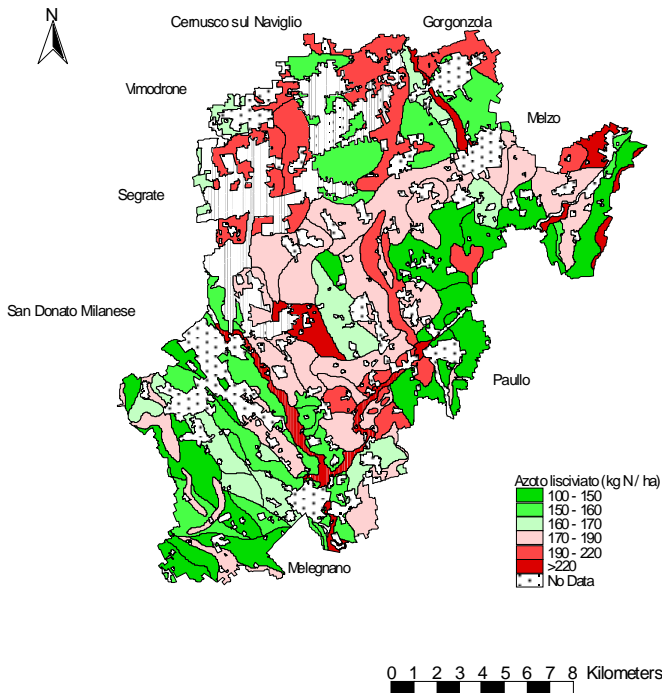 N
Cernusco sul Naviglio
Gorgonzola
Vimodrone
Melzo
Segrate
San Donato Milanese
Paullo
Azoto lisciviato (kg N / ha)
100 - 150
150 - 160
160 - 170
170 - 190
190 - 220
>220
No Data
Melegnano
0 1 2 3 4 5 6 7 8 Kilometers